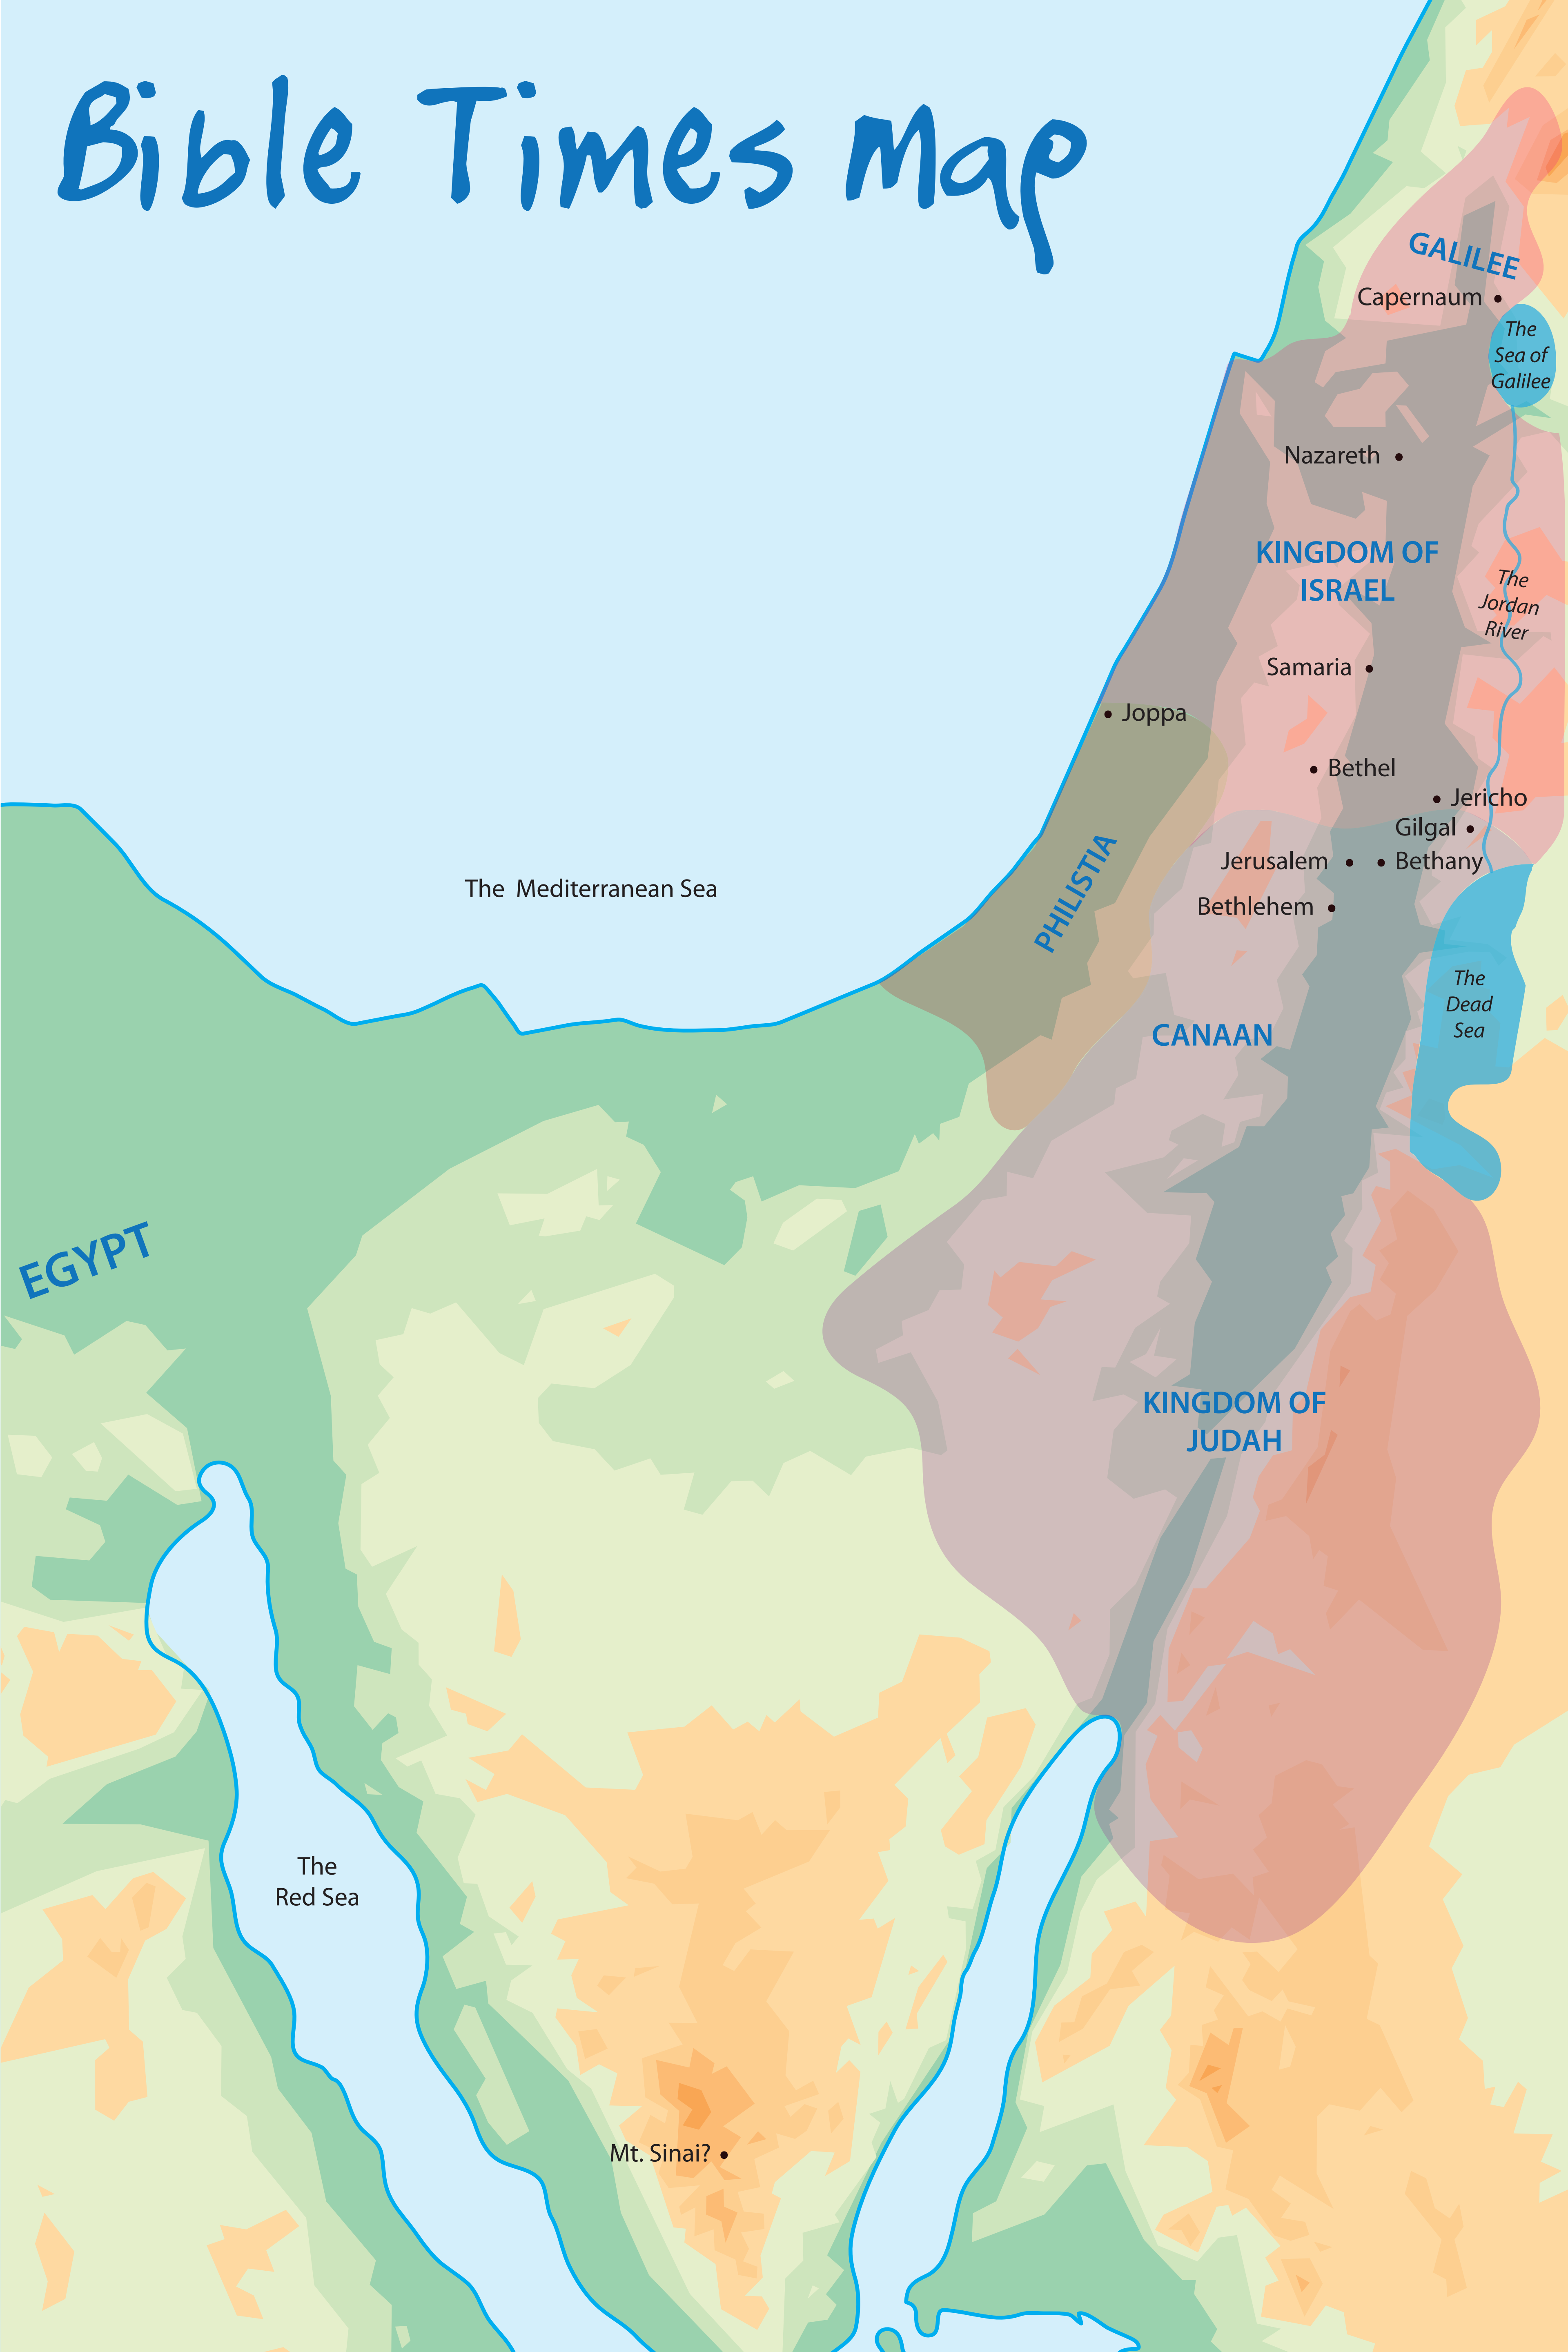 Bible Times Map
GALILEE
Capernaum
The
Sea of
Galilee
Nazareth
KINGDOM OF
ISRAEL
The
Jordan
River
Samaria
Joppa
Bethel
Jericho
Gilgal
Jerusalem
Bethany
Bethlehem
PHILISTIA
The Mediterranean Sea
The
Dead
Sea
CANAAN
EGYPT
KINGDOM OF
JUDAH
The
Red Sea
Mt. Sinai?